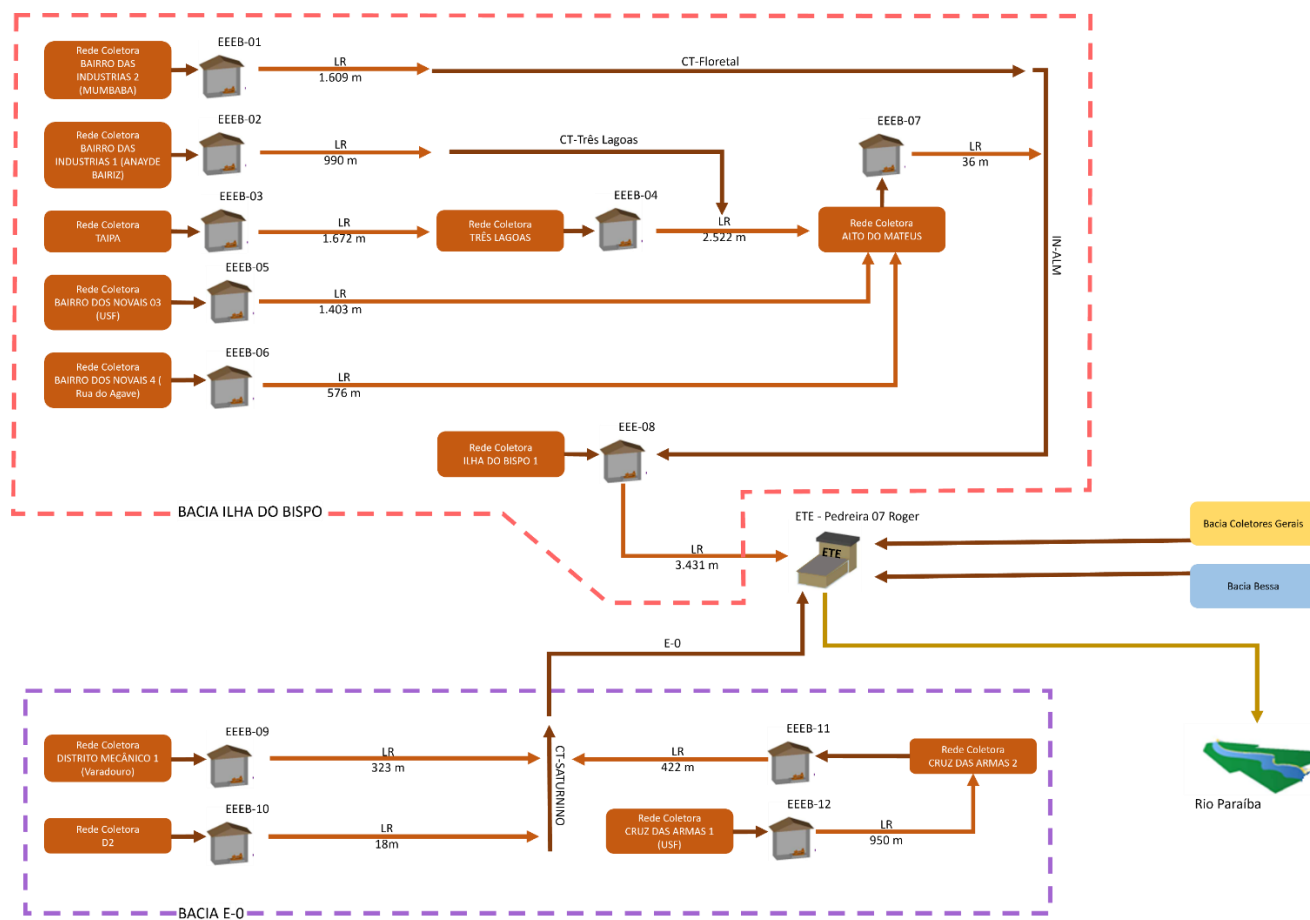 Rede Coletora
BAIRRO DAS
INDUSTRIAS 2
(MUMBABA)
EEEB-01
LR
1.609 m
CT-Floretal
Rede Coletora
BAIRRO DAS
INDUSTRIAS 1 (ANAYDE
BAIRIZ)
EEEB-02
LR
990 m
CT-Três Lagoas
EEEB-07
LR
36 m
Rede Coletora
TAIPA
EEEB-03
LR
1.672 m
Rede Coletora
TRÊS LAGOAS
EEEB-04
LR
2.522 m
Rede Coletora
ALTO DO MATEUS
IN-ALM
Rede Coletora
BAIRRO DOS NOVAIS 03
(USF)
EEEB-05
LR
1.403 m
Rede Coletora
BAIRRO DOS NOVAIS 4 (
Rua do Agave)
EEEB-06
LR
576 m
Rede Coletora
ILHA DO BISPO 1
EEE-08
BACIA ILHA DO BISPO
LR
3.431 m
ETE - Pedreira 07 Roger
ETE
Bacia Coletores Gerais
Bacia Bessa
E-0
Rede Coletora
DISTRITO MECÂNICO 1
(Varadouro)
EEEB-09
LR
323 m
CT-SATURNINO
LR
422 m
EEEB-11
Rede Coletora
CRUZ DAS ARMAS 2
Rede Coletora
D2
EEEB-10
LR
18m
Rede Coletora
CRUZ DAS ARMAS 1
(USF)
EEEB-12
LR
950 m
Rio Paraíba
BACIA E-0